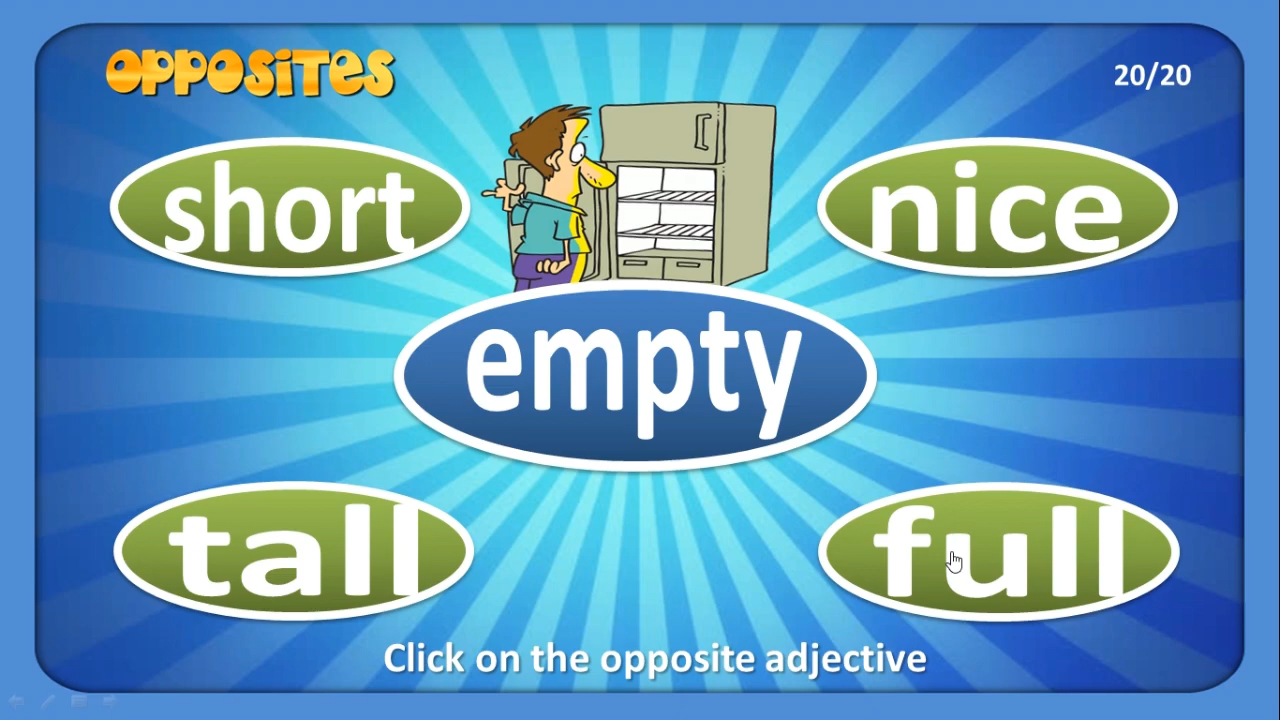 OPPOSITES
20/20
short
nice
empty
tall
full
Click on the opposite adjective